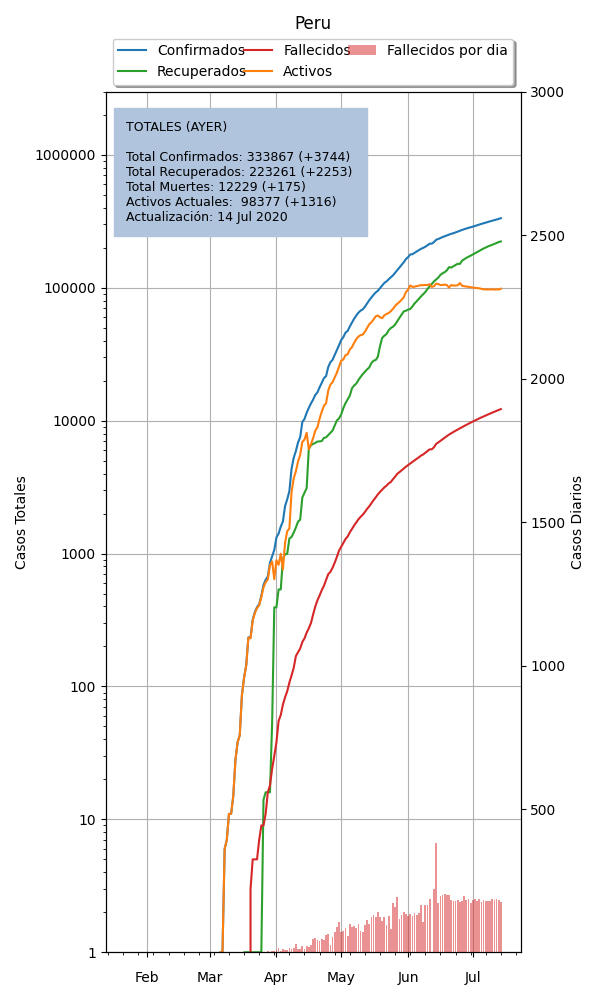 Peru
Confirmados Fallecidos Fallecidos por dia
Recuperados Activos
TOTALES (AYER)
Total Confirmados: 333867 (+3744)
Total Recuperados: 223261 (+2253)
Total Muertes: 12229 (+175)
Activos Actuales:  98377 (+1316)
Actualización: 14 Jul 2020
Casos Totales
1000000
100000
10000
1000
100
10
1
3000
2500
2000
1500
1000
500
Casos Diarios
Feb Mar Apr May Jun Jul